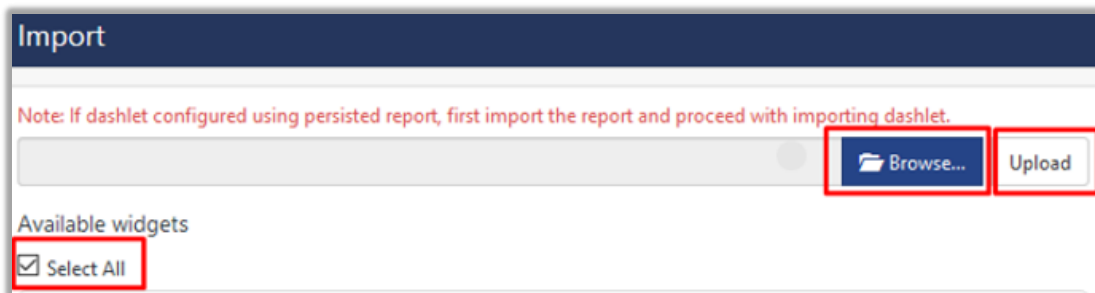 Import
Note: If dashlet configured using persisted report, first import the report and proceed with importing dashlet.
Browse... Upload
Available widgets
Select All